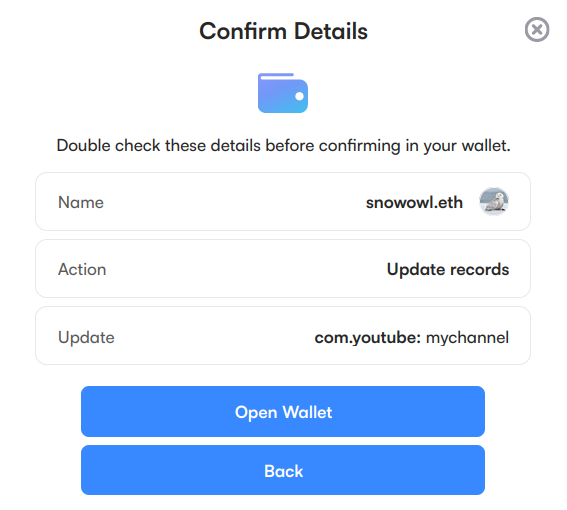 Confirm Details
Double check these details before confirming in your wallet.
Name snowowl.eth
Action Update records
Update com.youtube: mychannel
Open Wallet
Back